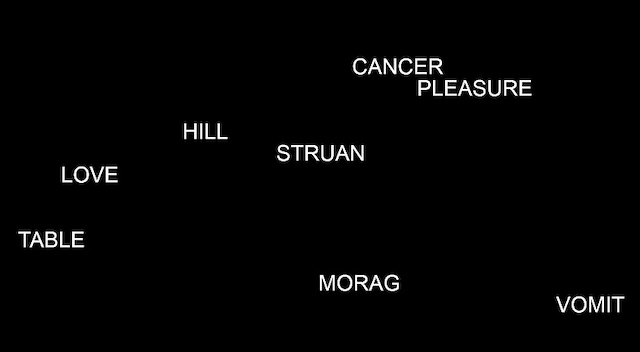 CANCER
PLEASURE
HILL
STRUAN
LOVE
TABLE
MORAG
VOMIT